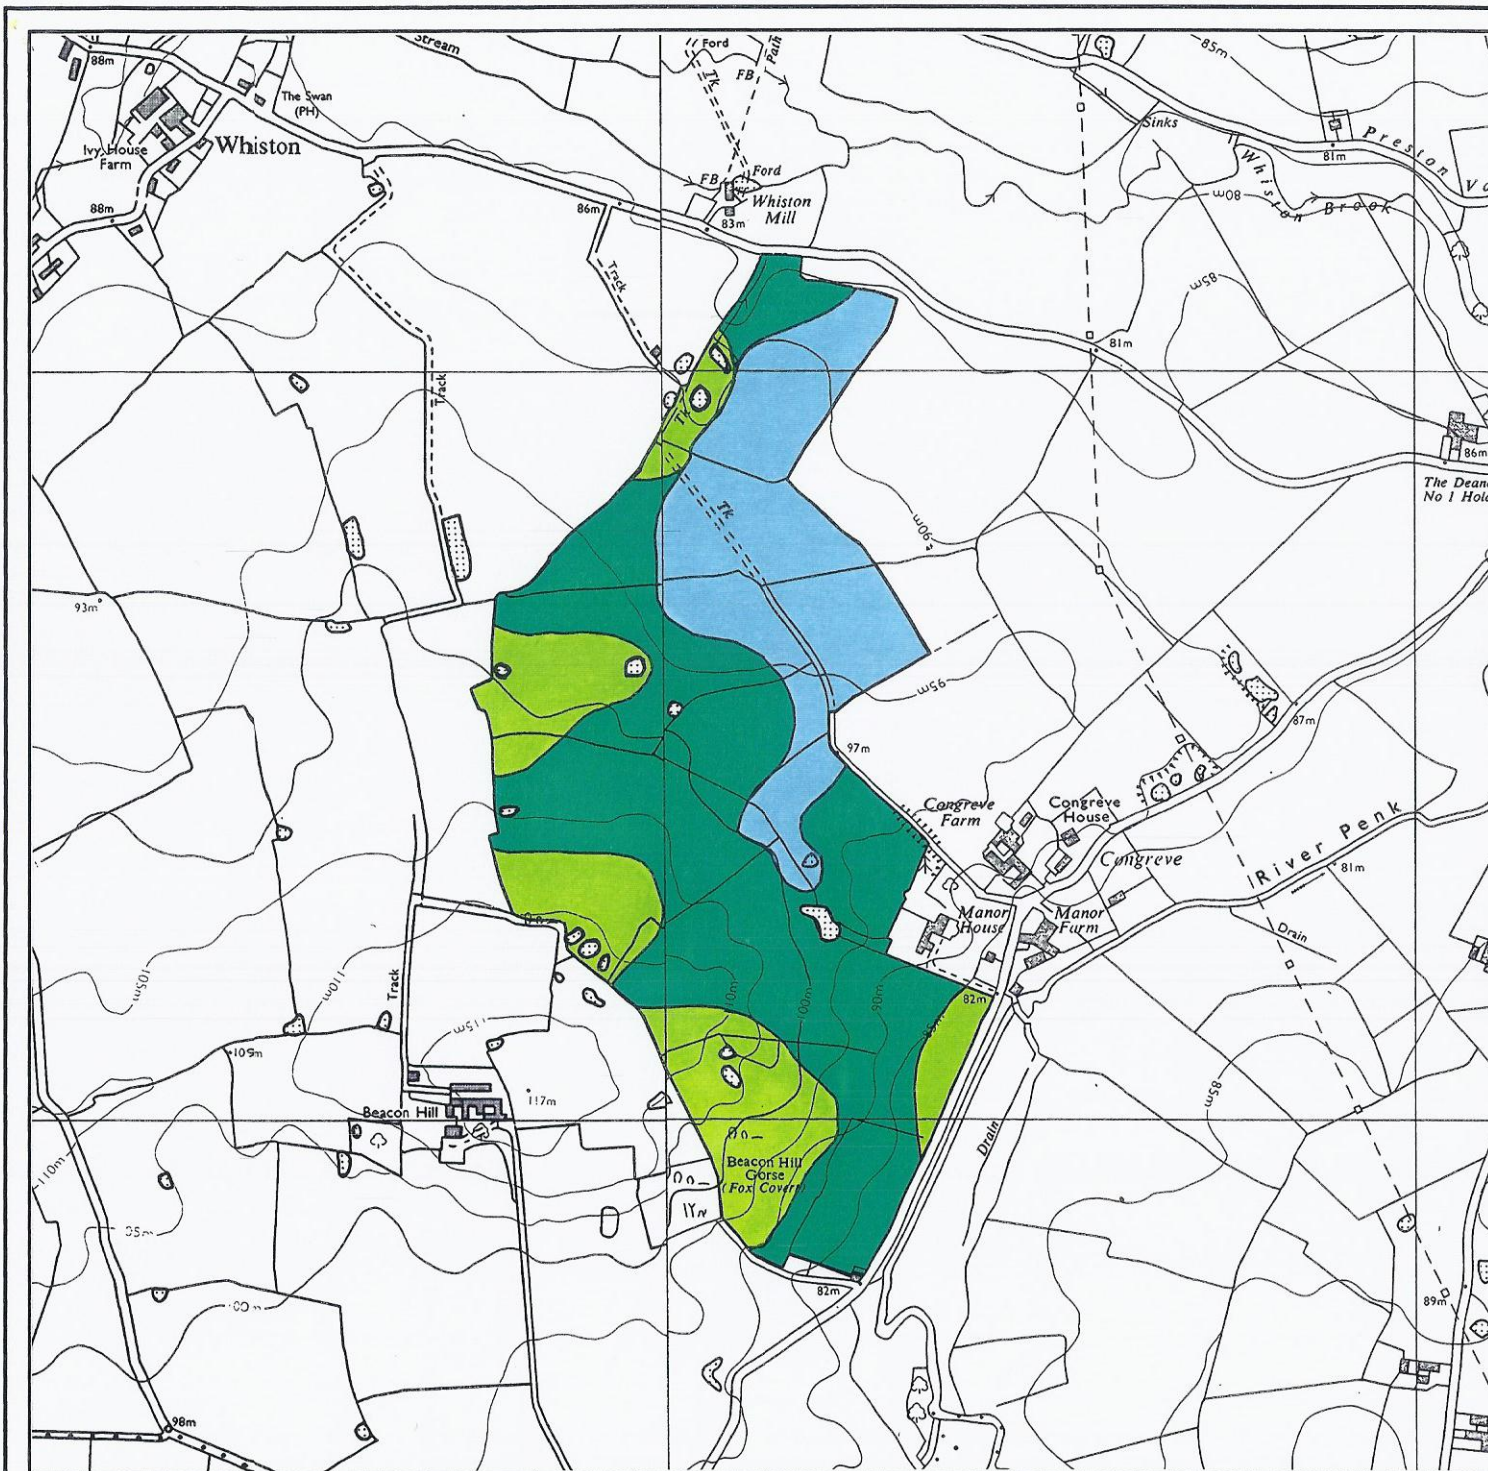 Stream
Ford
Tk
FB
Path
85m
88m
The Swan
(PH)
Whiston
Ivy House
Farm
88m
Sinks
81m
Preston
Whiston Brook
80m
FB
Ford
Whiston
Mill
86m
83m
Track
85m
81m
Track
Tk
86m
No 1
Tk
90m
93m
95m
97m
87m
Congreve
Farm
Congreve
House
Congreve
River Penk
81m
Manor
House
Manor
Farm
Drain
105m
110m
Track
100m
90m
82m
85m
115m
109m
117m
Beacon Hill
Drain
85m
110m
Beacon Hill
Gorse
(Fox Covert)
82m
89m
98m